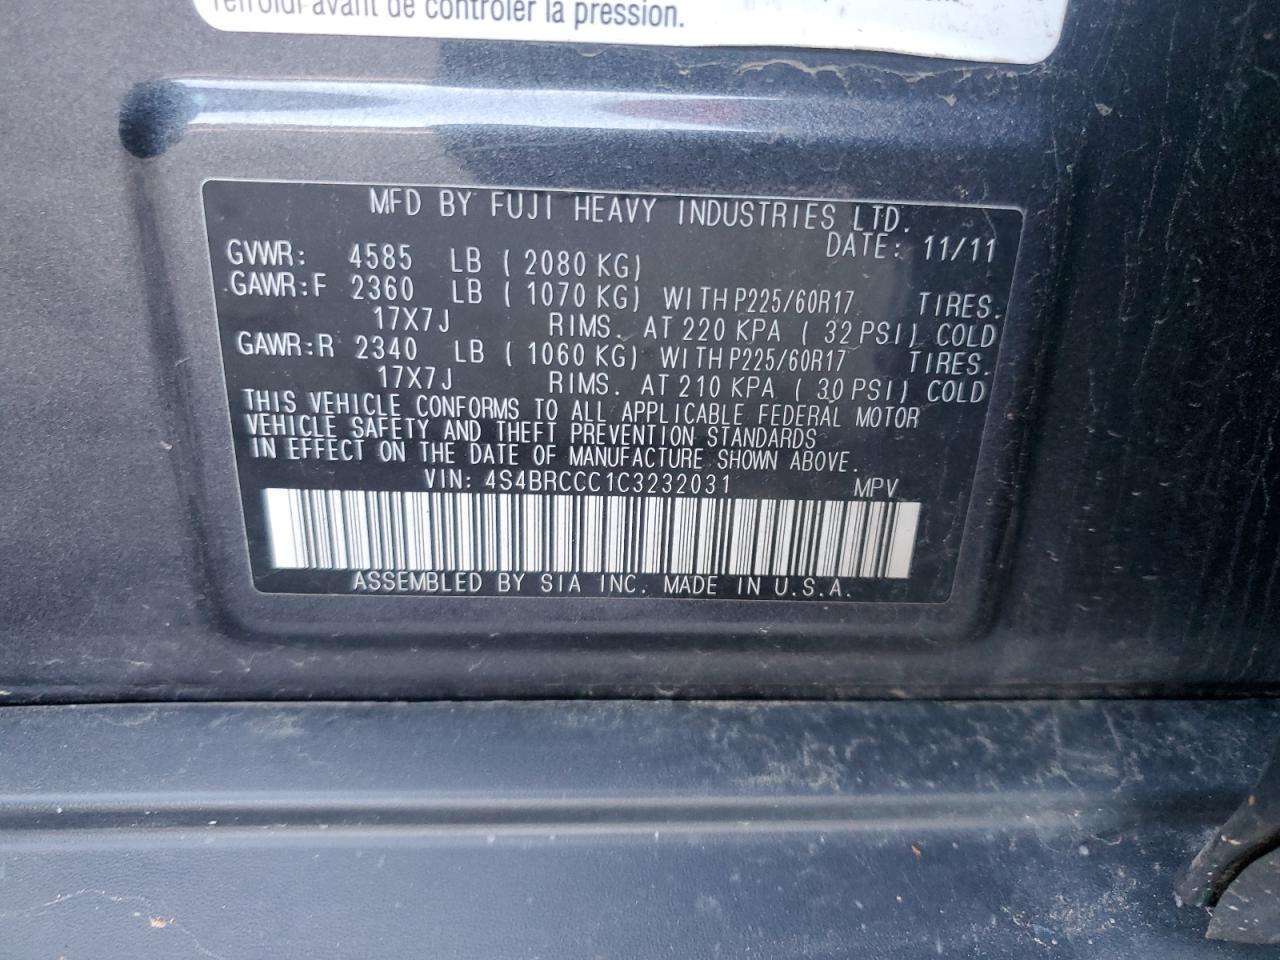 refroidi avant de contrôler la pression.
MFD BY FUJI HEAVY INDUSTRIES LTD.
DATE: 11/11
GVWR: 4585 LB ( 2080 KG)
GAWR:F 2360 LB ( 1070 KG) WITH P225/60R17 TIRES.
17X7J RIMS. AT 220 KPA ( 32 PSI) COLD
GAWR:R 2340 LB ( 1060 KG) WITH P225/60R17 TIRES.
17X7J RIMS. AT 210 KPA ( 30 PSI) COLD
THIS VEHICLE CONFORMS TO ALL APPLICABLE FEDERAL MOTOR
VEHICLE SAFETY AND THEFT PREVENTION STANDARDS
IN EFFECT ON THE DATE OF MANUFACTURE SHOWN ABOVE.
VIN: 4S4BRCCC1C3232031 MPV
ASSEMBLED BY SIA INC. MADE IN U.S.A.